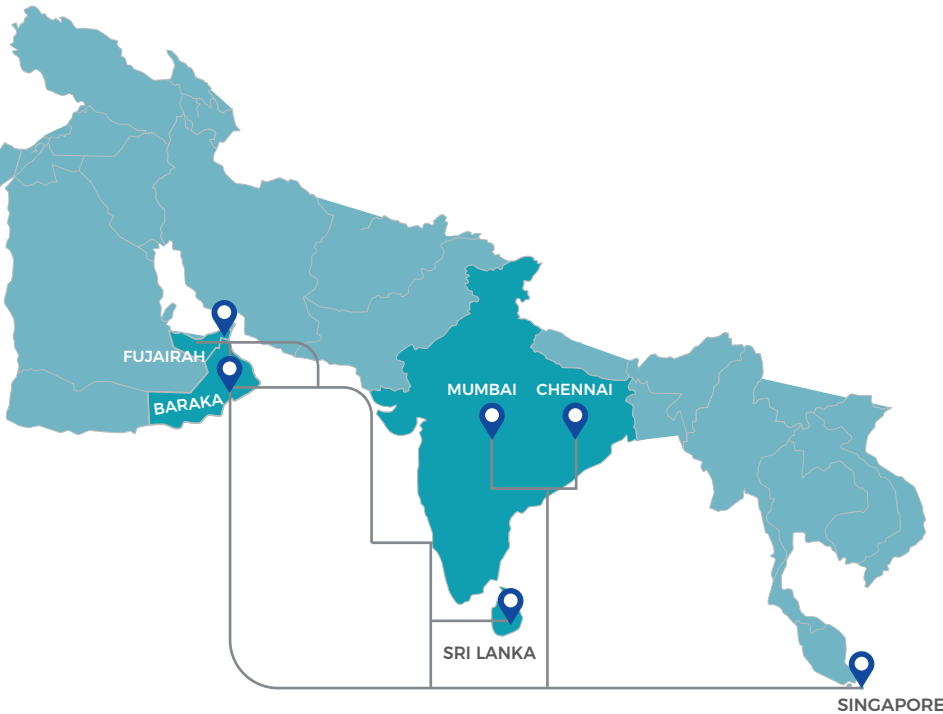 FUJAIRAH
BARAKA
MUMBAI
CHENNAI
SRI LANKA
SINGAPORE